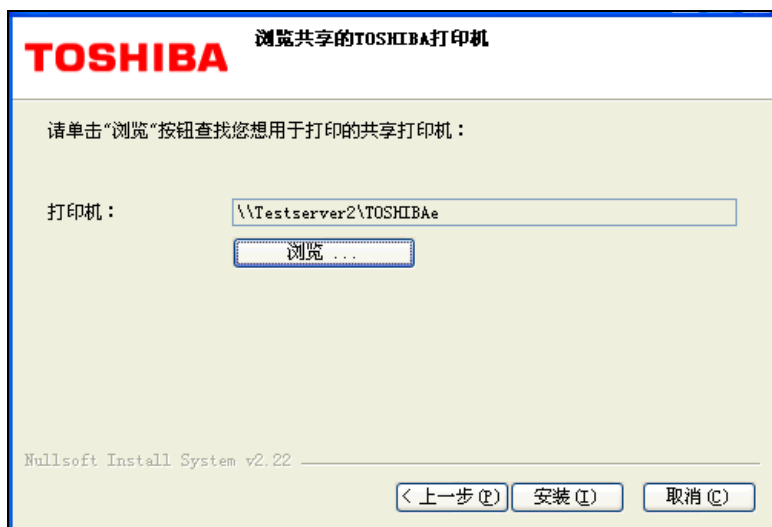 浏览共享的TOSHIBA打印机
TOSHIBA
请单击“浏览”按钮查找您想用于打印的共享打印机：
打印机： \\Testserver2\TOSHIBAe
浏览 ...
Nullsoft Install System v2.22
< 上一步(P) 安装(I) 取消(C)